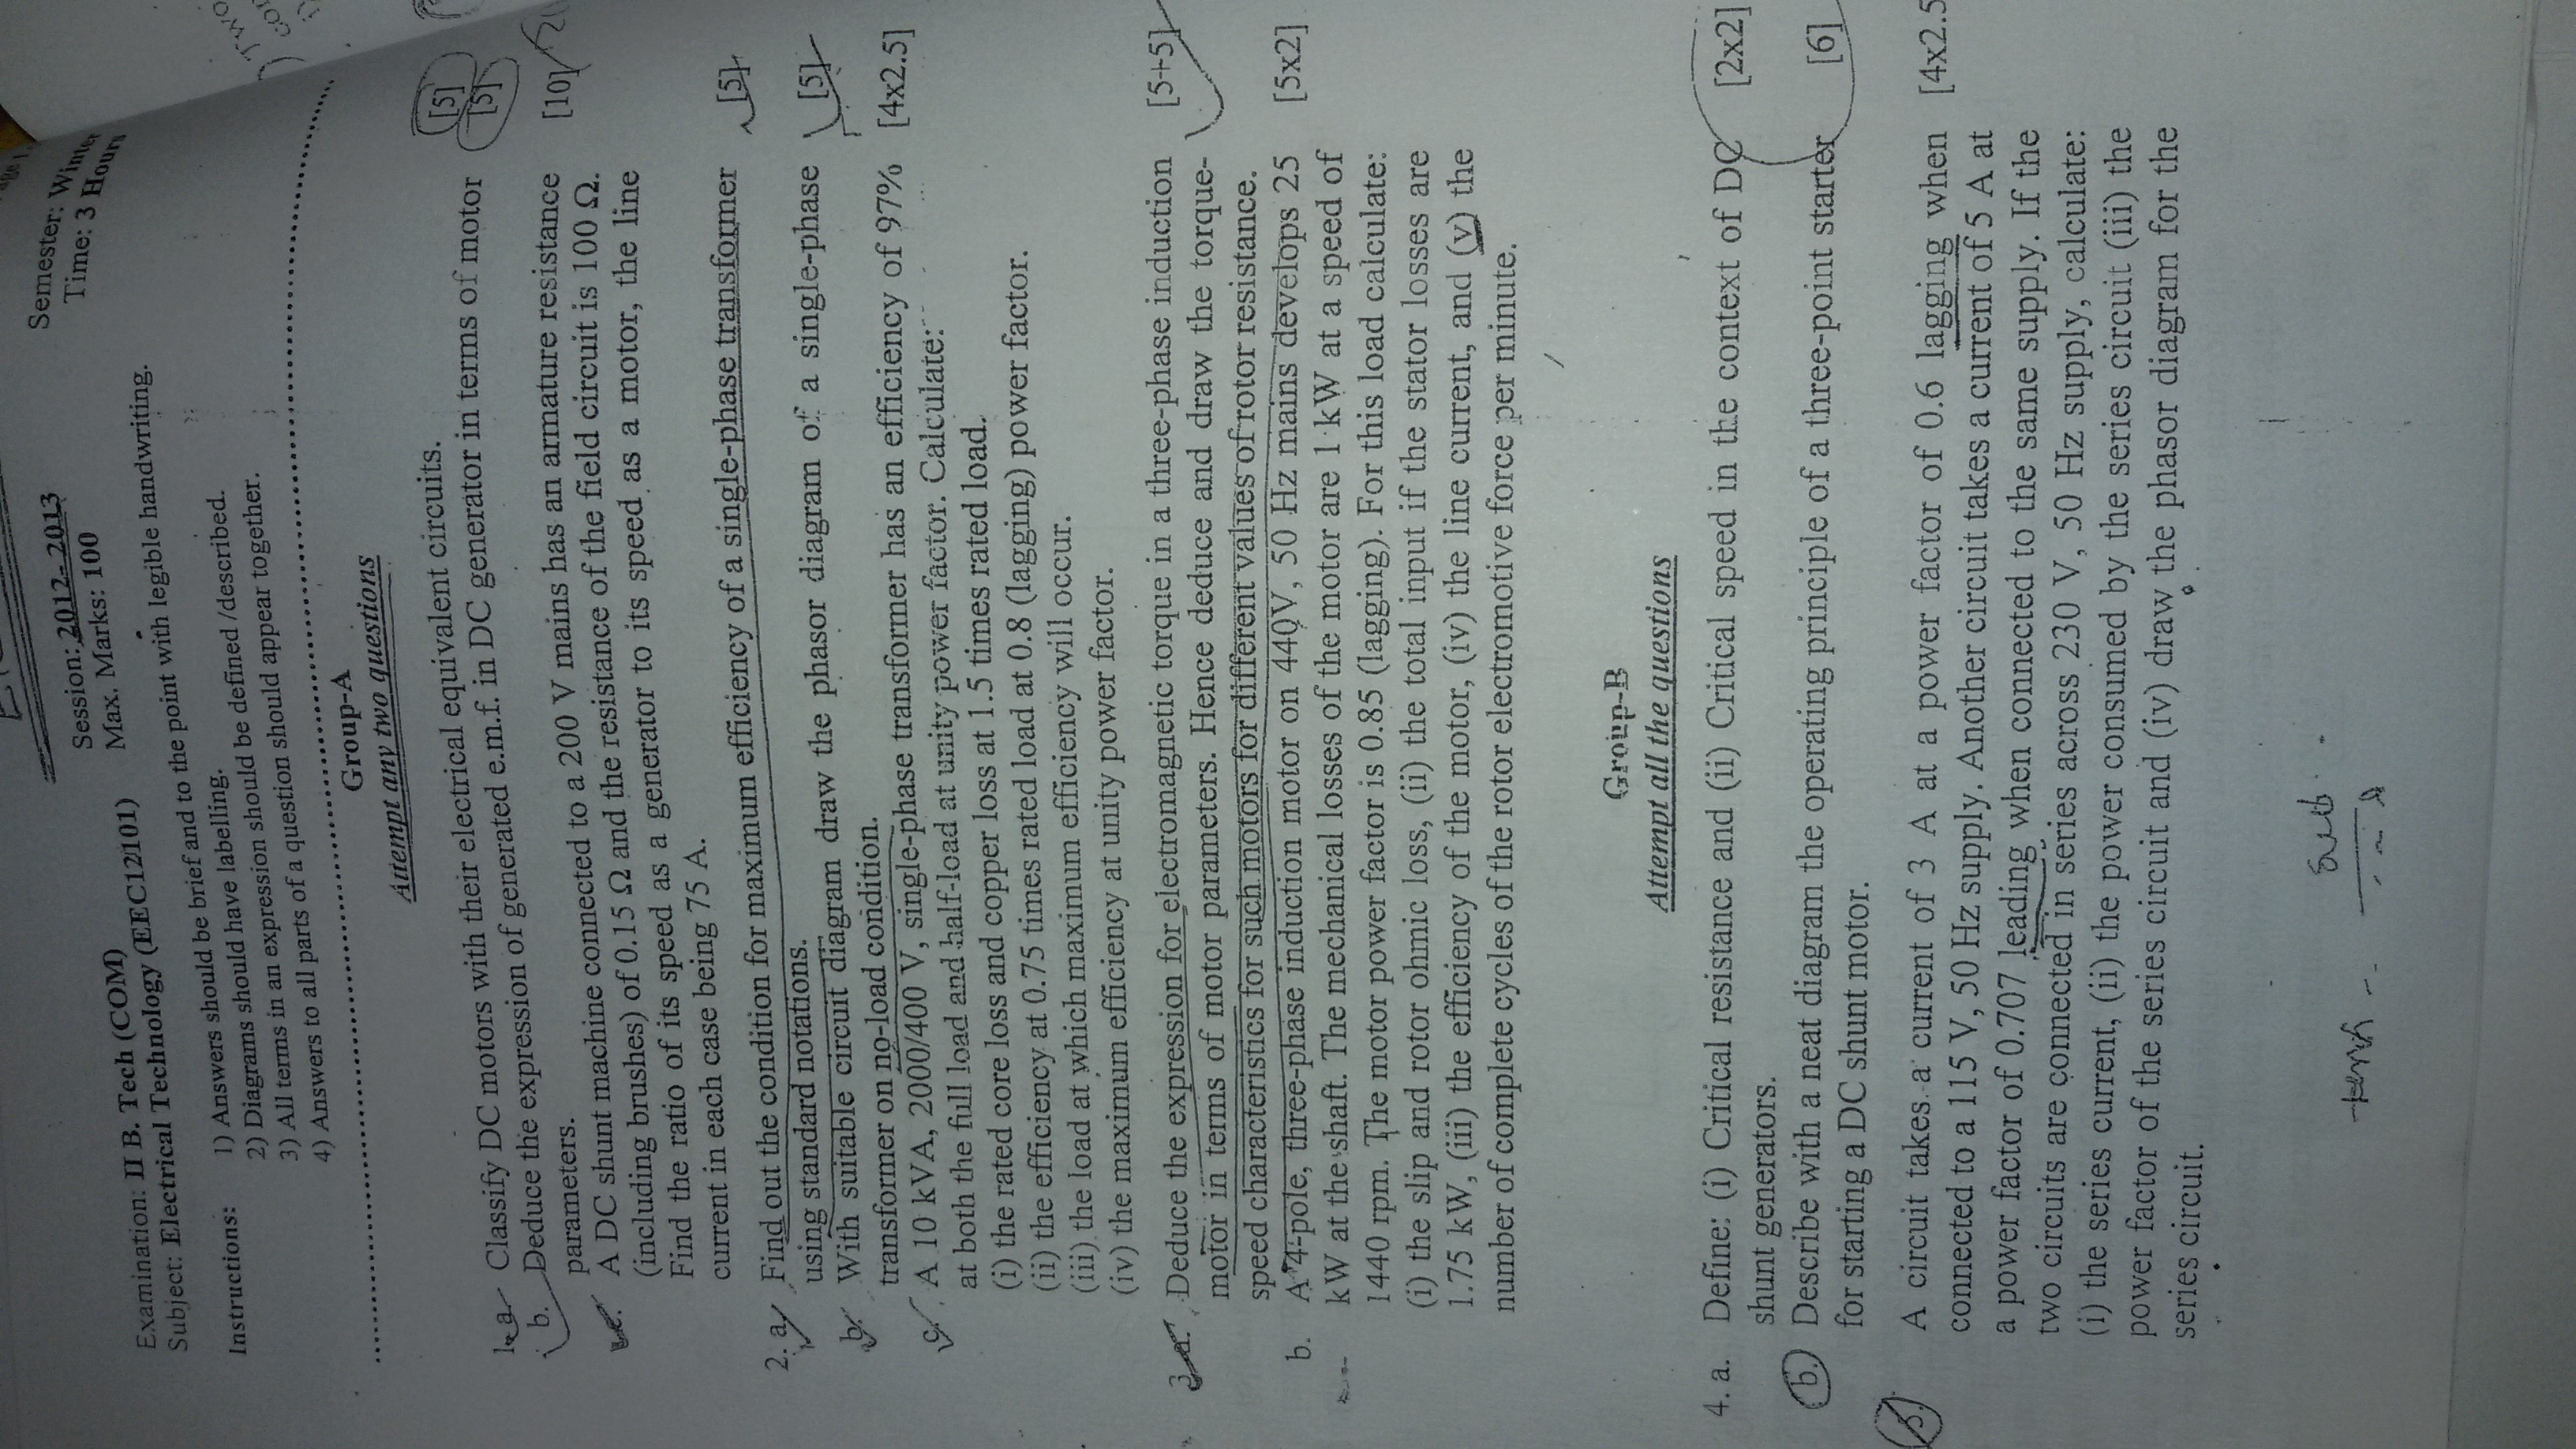 Session: 2012-2013
Semester: Winter
Examination: II B. Tech (COM)
Max. Marks: 100
Time: 3 Hours
Subject: Electrical Technology (EEC12101)
Instructions: 1) Answers should be brief and to the point with legible handwriting.
2) Diagrams should have labelling.
3) All terms in an expression should be defined /described.
4) Answers to all parts of a question should appear together.
Group-A
Attempt any two questions
1. a. Classify DC motors with their electrical equivalent circuits. [5]
b. Deduce the expression of generated e.m.f. in DC generator in terms of motor [5]
parameters.
c. A DC shunt machine connected to a 200 V mains has an armature resistance [10]
(including brushes) of 0.15 Ω and the resistance of the field circuit is 100 Ω.
Find the ratio of its speed as a generator to its speed as a motor, the line
current in each case being 75 A.
2. a. Find out the condition for maximum efficiency of a single-phase transformer [5]
using standard notations.
b. With suitable circuit diagram draw the phasor diagram of a single-phase [5]
transformer on no-load condition.
c. A 10 kVA, 2000/400 V, single-phase transformer has an efficiency of 97% [4x2.5]
at both the full load and half-load at unity power factor. Calculate:
(i) the rated core loss and copper loss at 1.5 times rated load.
(ii) the efficiency at 0.75 times rated load at 0.8 (lagging) power factor.
(iii) the load at which maximum efficiency will occur.
(iv) the maximum efficiency at unity power factor.
3. a. Deduce the expression for electromagnetic torque in a three-phase induction [5+5]
motor in terms of motor parameters. Hence deduce and draw the torque-
speed characteristics for such motors for different values of rotor resistance.
b. A 4-pole, three-phase induction motor on 440V, 50 Hz mains develops 25 [5x2]
kW at the shaft. The mechanical losses of the motor are 1 kW at a speed of
1440 rpm. The motor power factor is 0.85 (lagging). For this load calculate:
(i) the slip and rotor ohmic loss, (ii) the total input if the stator losses are
1.75 kW, (iii) the efficiency of the motor, (iv) the line current, and (v) the
number of complete cycles of the rotor electromotive force per minute.
Group-B
Attempt all the questions
4. a. Define: (i) Critical resistance and (ii) Critical speed in the context of DC [2x2]
shunt generators.
b. Describe with a neat diagram the operating principle of a three-point starter [6]
for starting a DC shunt motor.
5. A circuit takes a current of 3 A at a power factor of 0.6 lagging when [4x2.5
connected to a 115 V, 50 Hz supply. Another circuit takes a current of 5 A at
a power factor of 0.707 leading when connected to the same supply. If the
two circuits are connected in series across 230 V, 50 Hz supply, calculate:
(i) the series current, (ii) the power consumed by the series circuit (iii) the
power factor of the series circuit and (iv) draw the phasor diagram for the
series circuit.